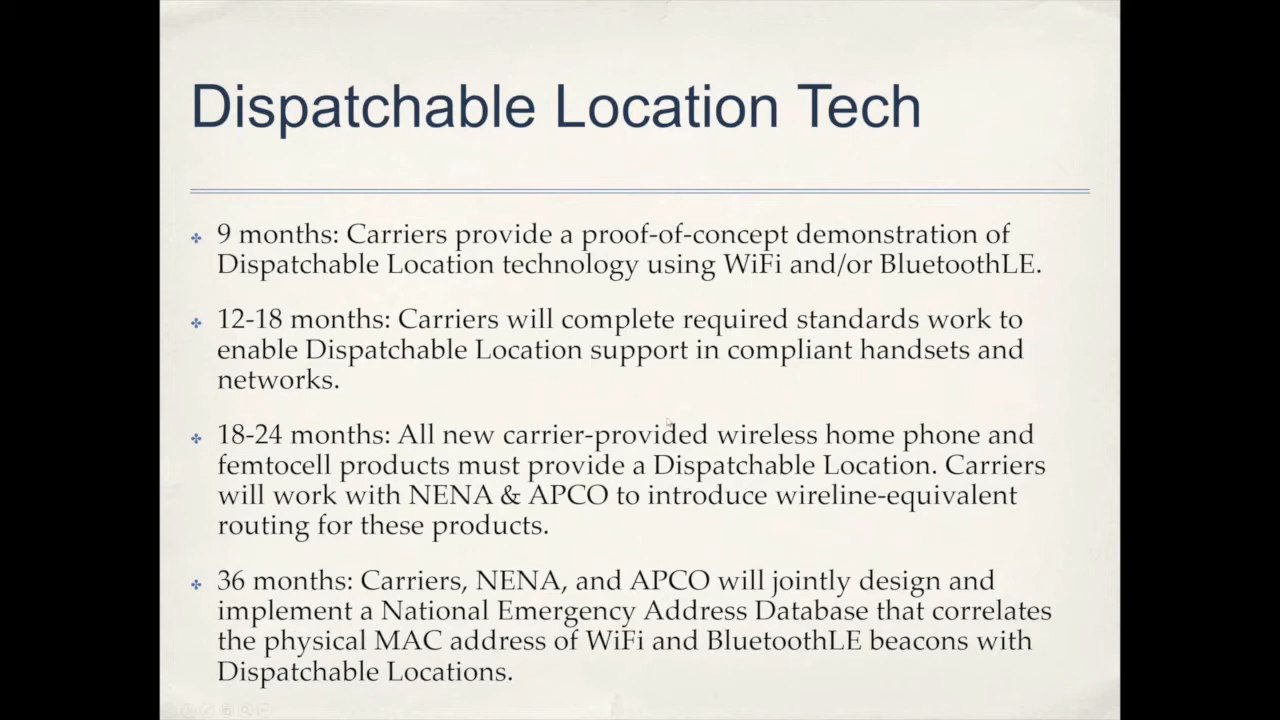 Dispatchable Location Tech
9 months: Carriers provide a proof-of-concept demonstration of
Dispatchable Location technology using WiFi and/or BluetoothLE.
12-18 months: Carriers will complete required standards work to
enable Dispatchable Location support in compliant handsets and
networks.
18-24 months: All new carrier-provided wireless home phone and
femtocell products must provide a Dispatchable Location. Carriers
will work with NENA & APCO to introduce wireline-equivalent
routing for these products.
36 months: Carriers, NENA, and APCO will jointly design and
implement a National Emergency Address Database that correlates
the physical MAC address of WiFi and BluetoothLE beacons with
Dispatchable Locations.